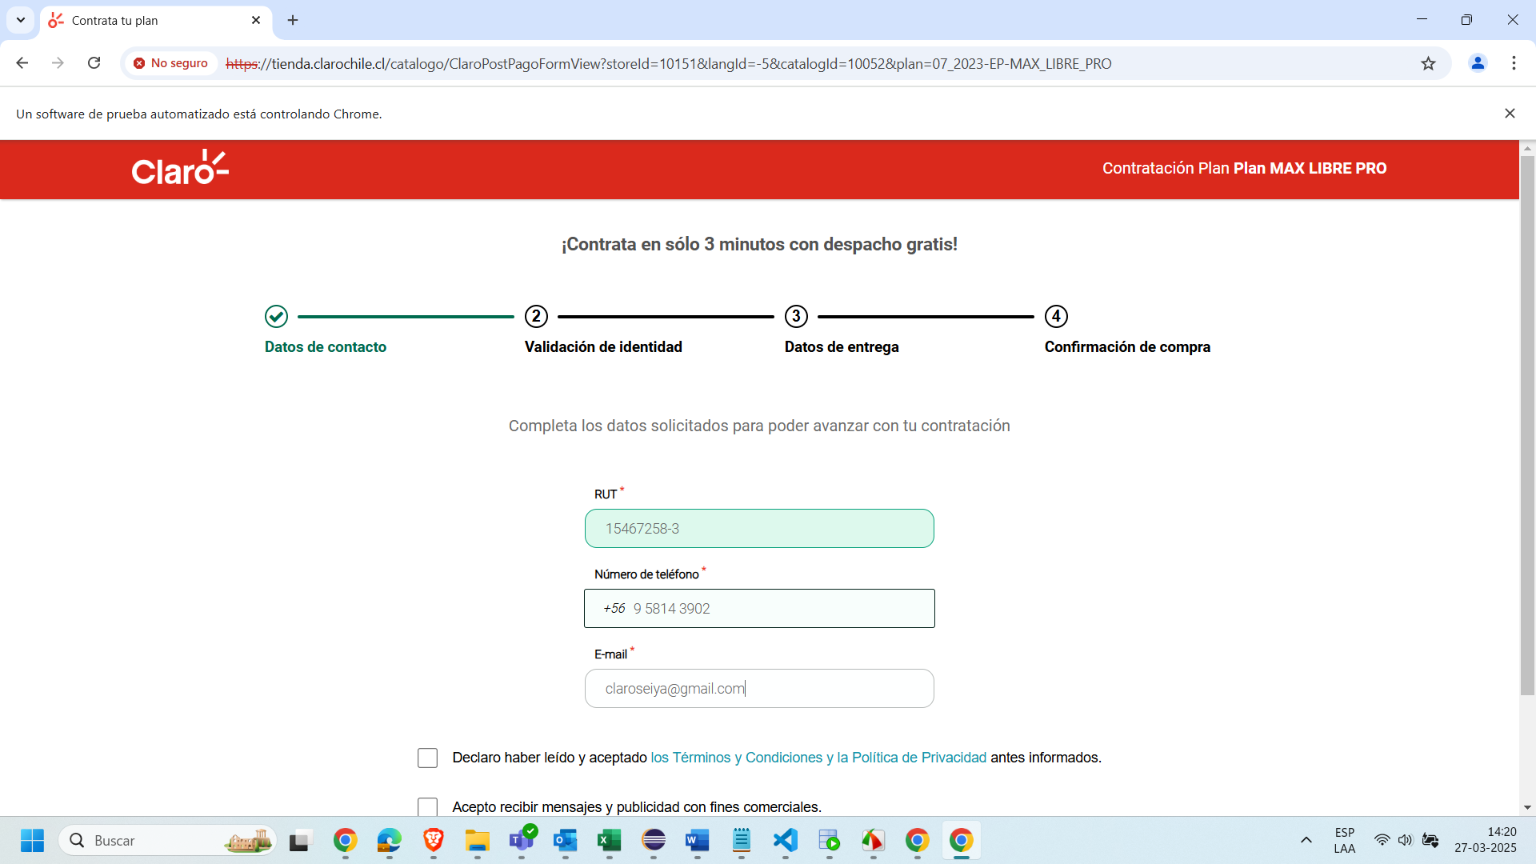 Contrata tu plan
No seguro
https://tienda.clarochile.cl/catalogo/ClaroPostPagoFormView?storeId=10151&langId=-5&catalogId=10052&plan=07_2023-EP-MAX_LIBRE_PRO
Un software de prueba automatizado está controlando Chrome.
Claro
Contratación Plan Plan MAX LIBRE PRO
¡Contrata en sólo 3 minutos con despacho gratis!
2 3 4
Datos de contacto Validación de identidad Datos de entrega Confirmación de compra
Completa los datos solicitados para poder avanzar con tu contratación
RUT *
15467258-3
Número de teléfono *
+56 9 5814 3902
E-mail *
claroseiya@gmail.com
Declaro haber leído y aceptado los Términos y Condiciones y la Política de Privacidad antes informados.
Acepto recibir mensajes y publicidad con fines comerciales.
Buscar
ESP
LAA
14:20
27-03-2025